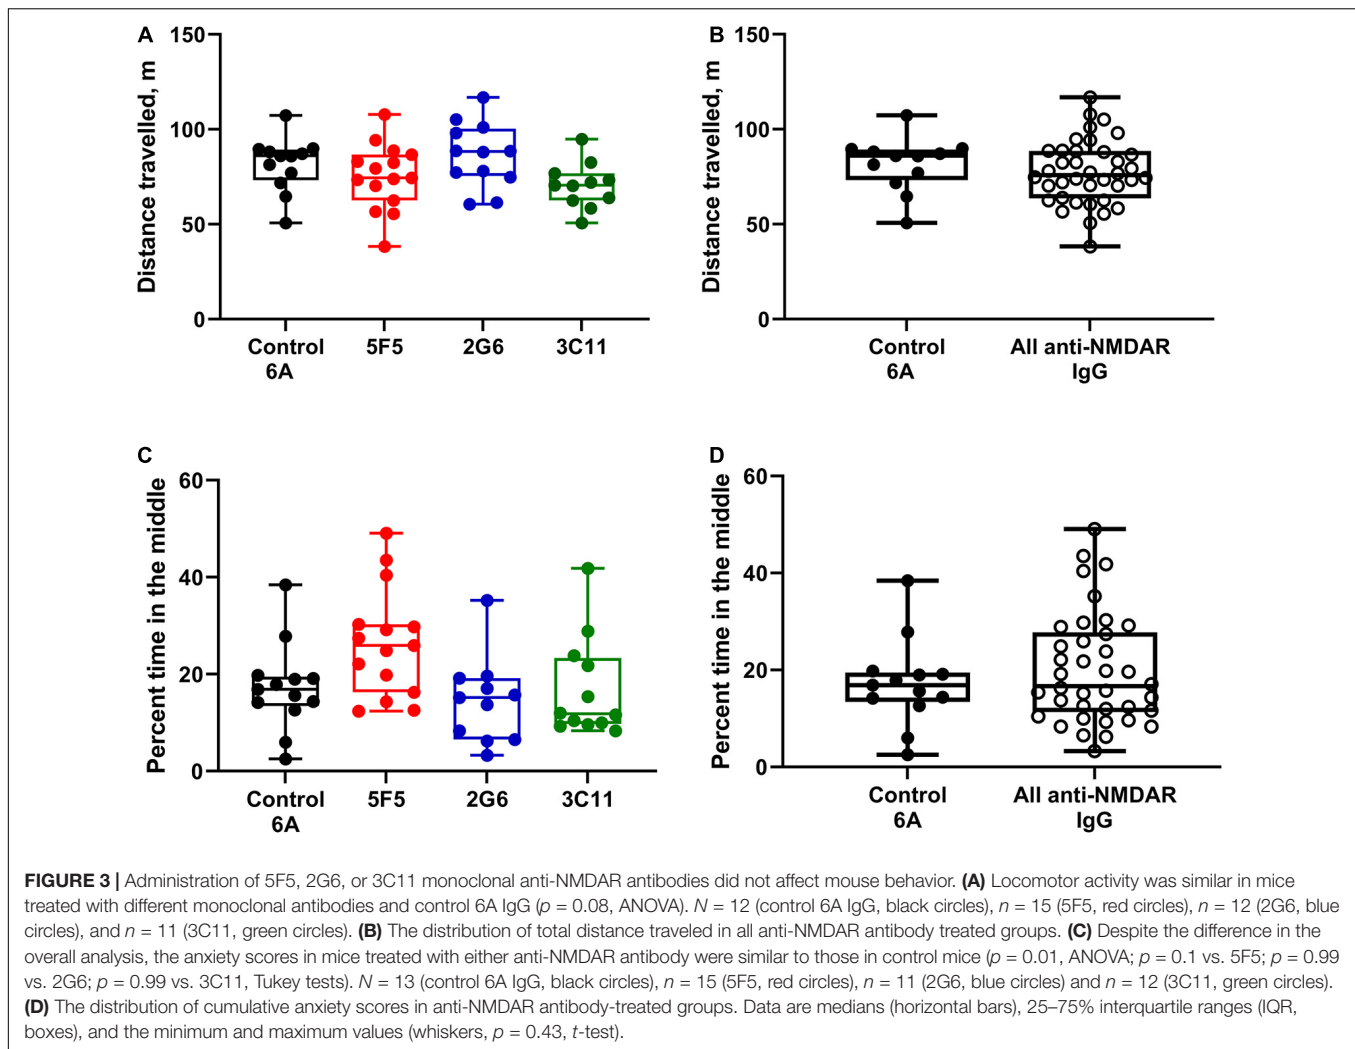 A
150
100
50
0
Distance travelled, m
Control
6A
5F5
2G6
3C11
B
150
100
50
0
Distance travelled, m
Control
6A
All anti-NMDAR
IgG
C
60
40
20
0
Percent time in the middle
Control
6A
5F5
2G6
3C11
D
60
40
20
0
Percent time in the middle
Control
6A
All anti-NMDAR
IgG
FIGURE 3 | Administration of 5F5, 2G6, or 3C11 monoclonal anti-NMDAR antibodies did not affect mouse behavior. (A) Locomotor activity was similar in mice
treated with different monoclonal antibodies and control 6A IgG (p = 0.08, ANOVA). N = 12 (control 6A IgG, black circles), n = 15 (5F5, red circles), n = 12 (2G6, blue
circles), and n = 11 (3C11, green circles). (B) The distribution of total distance traveled in all anti-NMDAR antibody treated groups. (C) Despite the difference in the
overall analysis, the anxiety scores in mice treated with either anti-NMDAR antibody were similar to those in control mice (p = 0.01, ANOVA; p = 0.1 vs. 5F5; p = 0.99
vs. 2G6; p = 0.99 vs. 3C11, Tukey tests). N = 13 (control 6A IgG, black circles), n = 15 (5F5, red circles), n = 11 (2G6, blue circles) and n = 12 (3C11, green circles).
(D) The distribution of cumulative anxiety scores in anti-NMDAR antibody-treated groups. Data are medians (horizontal bars), 25–75% interquartile ranges (IQR,
boxes), and the minimum and maximum values (whiskers, p = 0.43, t-test).